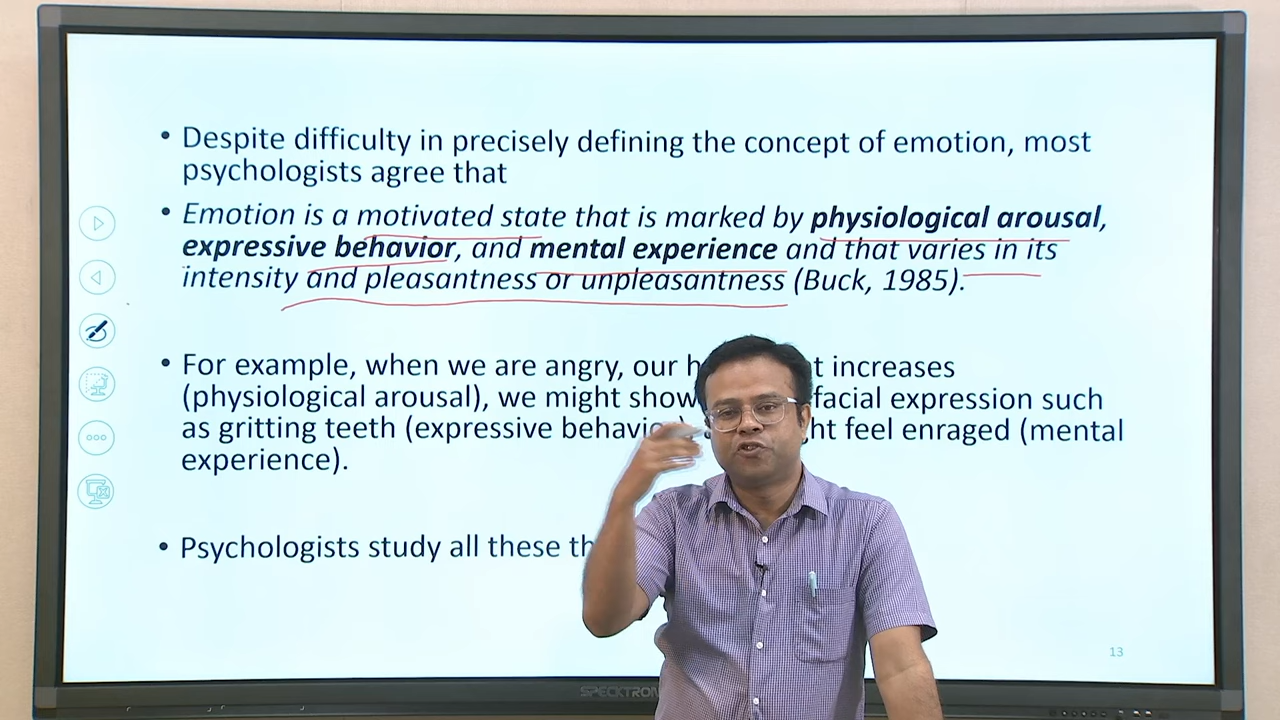 • Despite difficulty in precisely defining the concept of emotion, most
psychologists agree that
• Emotion is a motivated state that is marked by physiological arousal,
expressive behavior, and mental experience and that varies in its
intensity and pleasantness or unpleasantness (Buck, 1985).
• For example, when we are angry, our increases
(physiological arousal), we might show facial expression such
as gritting teeth (expressive feel enraged (mental
experience).
• Psychologists study all these
13
SPECKTRON